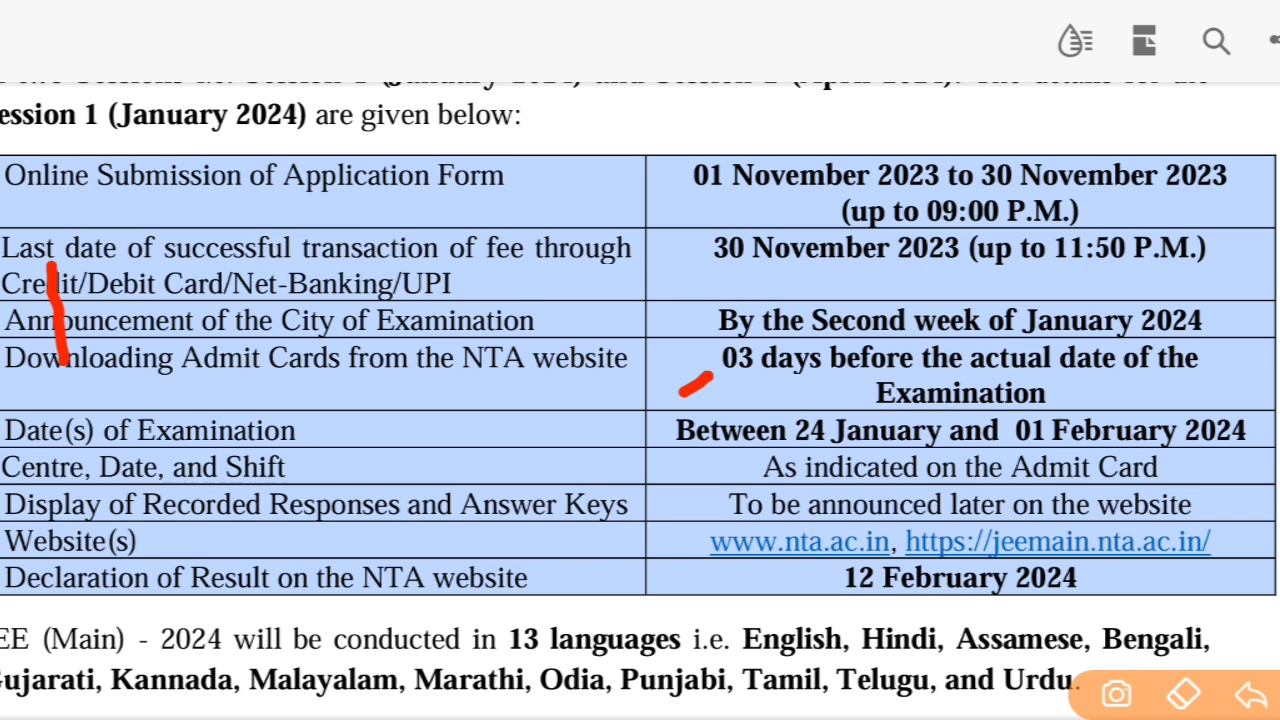 ession 1 (January 2024) are given below:
Online Submission of Application Form
01 November 2023 to 30 November 2023
(up to 09:00 P.M.)
Last date of successful transaction of fee through
Credit/Debit Card/Net-Banking/UPI
30 November 2023 (up to 11:50 P.M.)
Announcement of the City of Examination
By the Second week of January 2024
Downloading Admit Cards from the NTA website
03 days before the actual date of the
Examination
Date(s) of Examination
Between 24 January and 01 February 2024
Centre, Date, and Shift
As indicated on the Admit Card
Display of Recorded Responses and Answer Keys
To be announced later on the website
Website(s)
www.nta.ac.in, https://jeemain.nta.ac.in/
Declaration of Result on the NTA website
12 February 2024
EE (Main) - 2024 will be conducted in 13 languages i.e. English, Hindi, Assamese, Bengali,
ujarati, Kannada, Malayalam, Marathi, Odia, Punjabi, Tamil, Telugu, and Urdu.